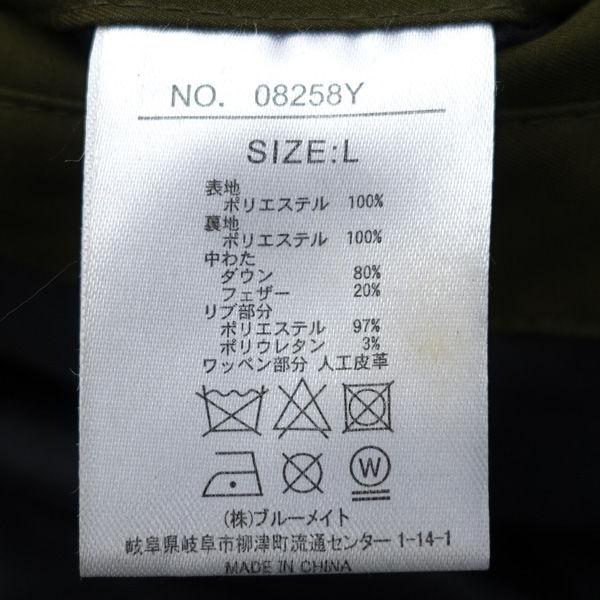 NO. 08258Y
SIZE:L
表地
ポリエステル 100%
裏地
ポリエステル 100%
中わた
ダウン 80%
フェザー 20%
リブ部分
ポリエステル 97%
ポリウレタン 3%
ワッペン部分 人工皮革
W
(株)ブルーメイト
岐阜県岐阜市柳津町流通センター 1-14-1
MADE IN CHINA